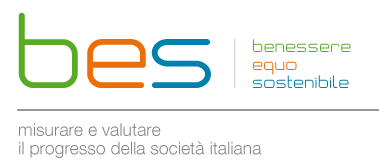 bes
benessere
equo
sostenibile
misurare e valutare
il progresso della società italiana